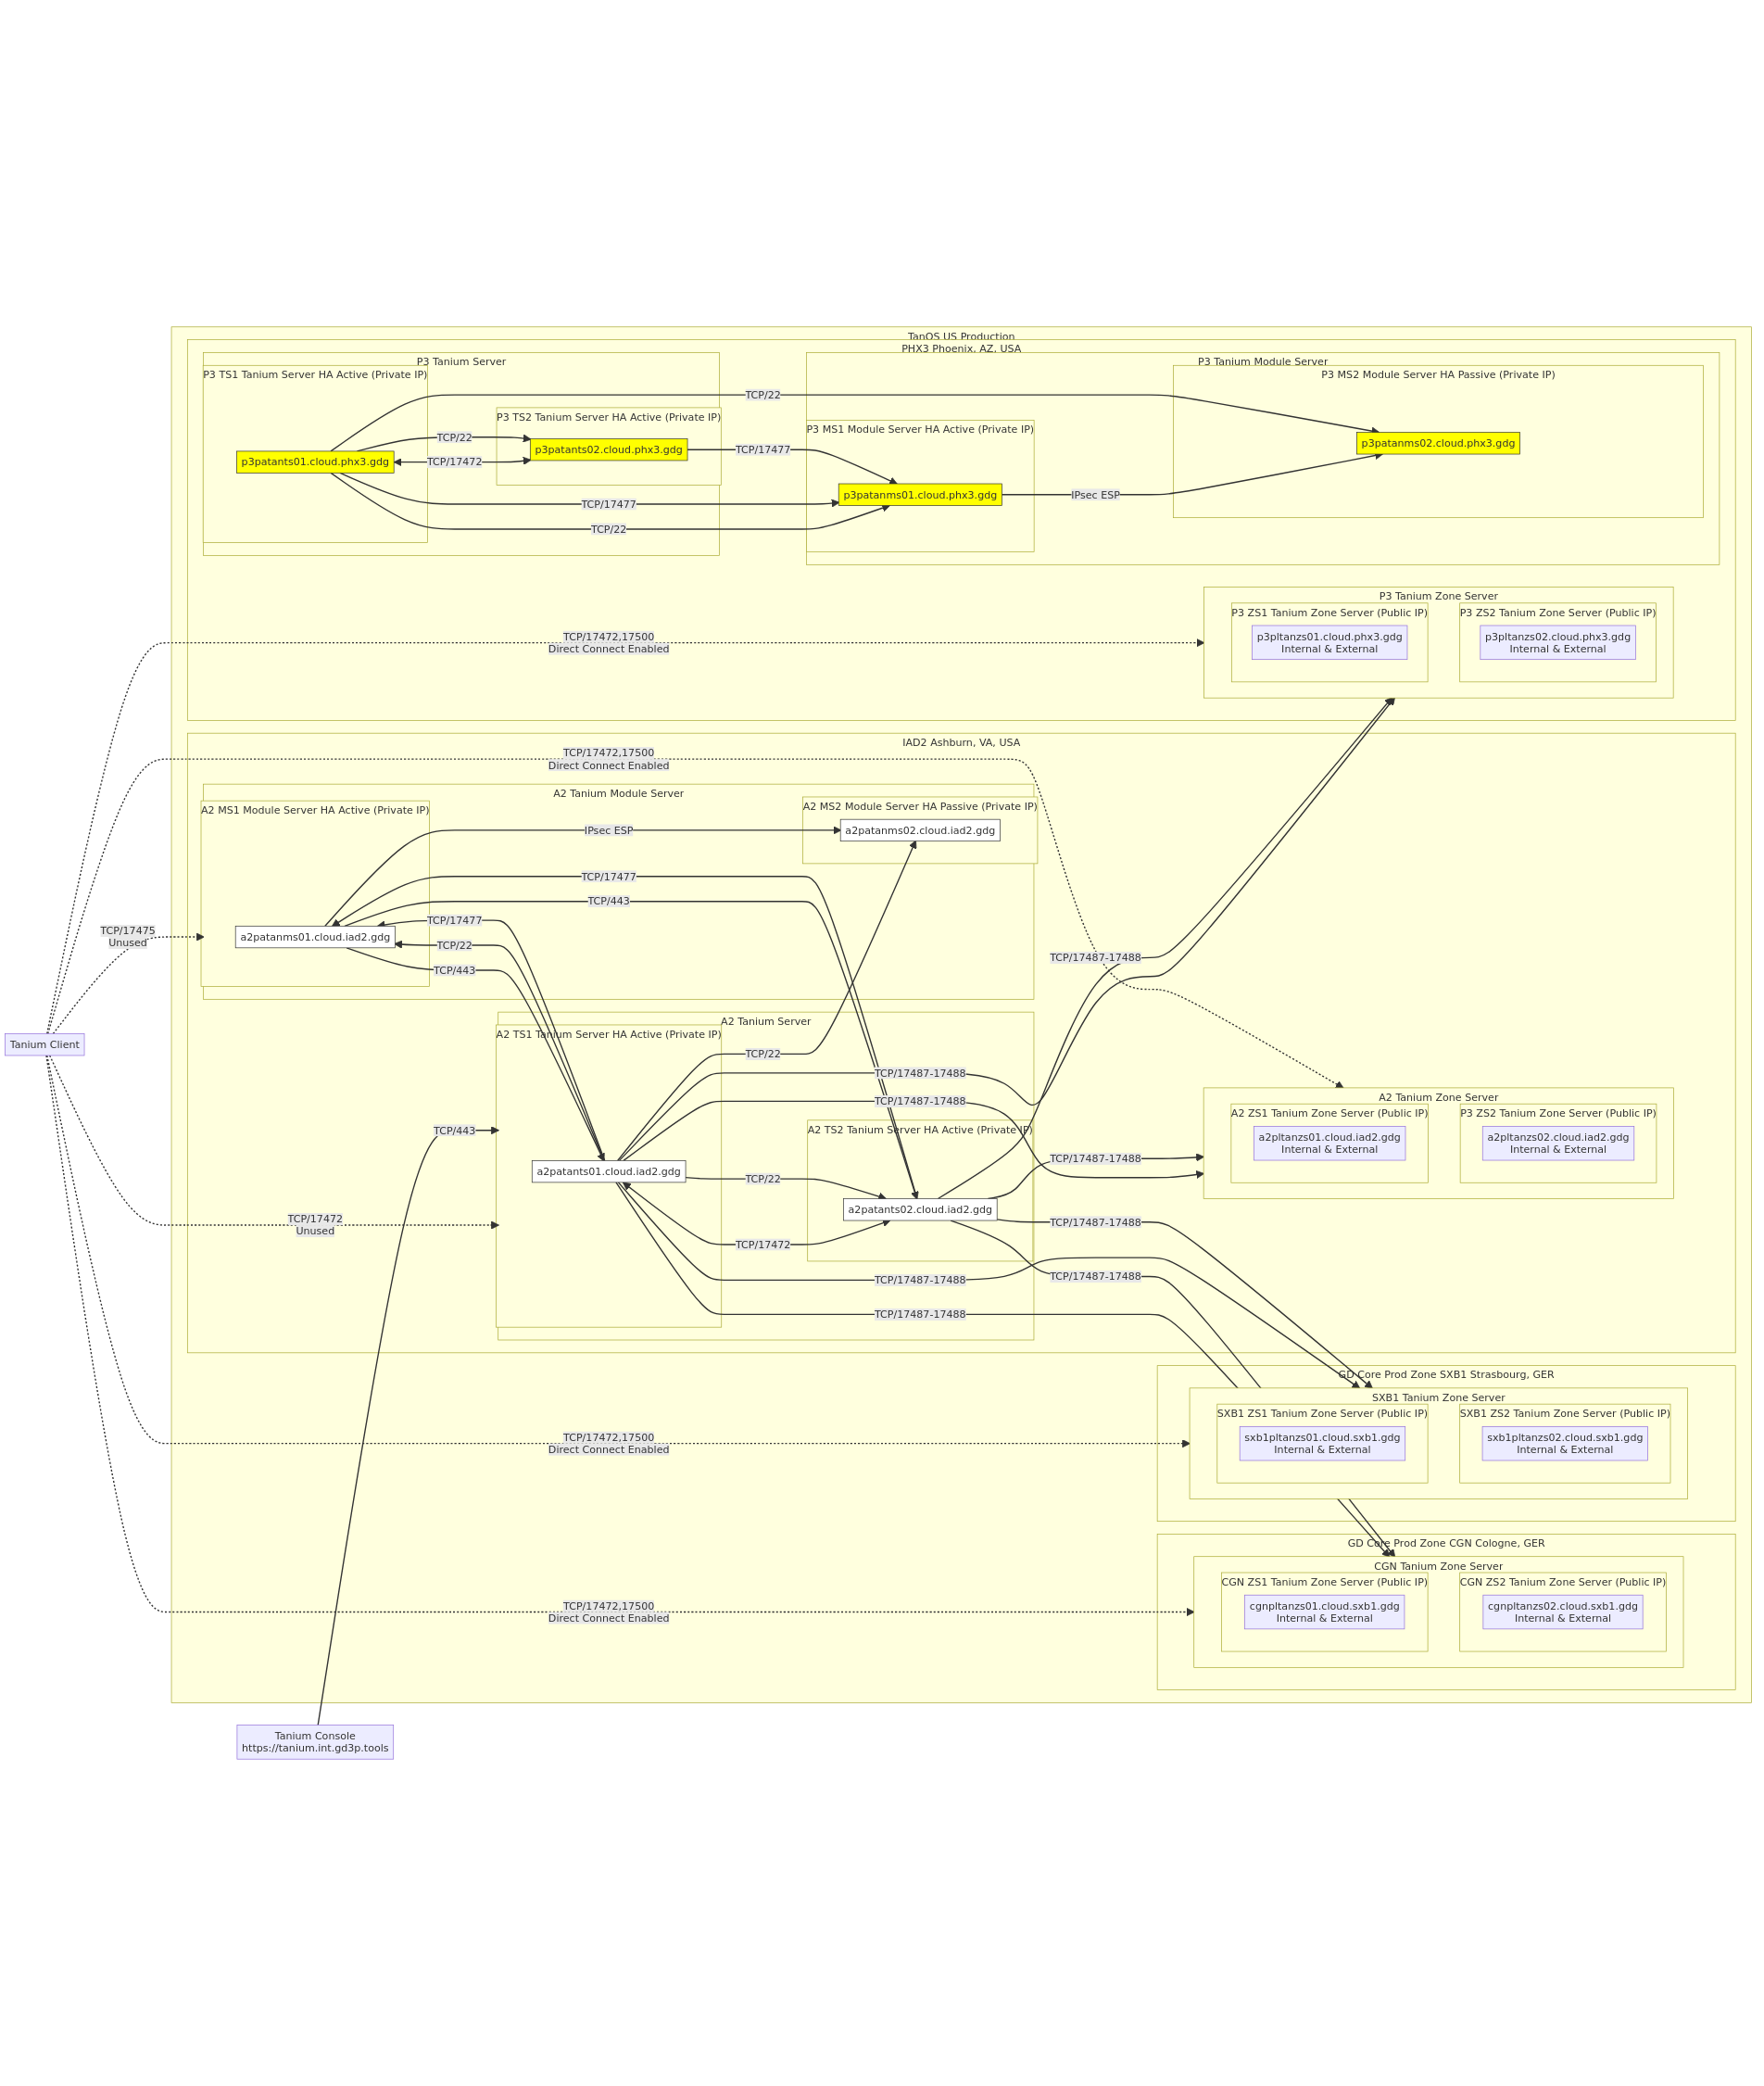 TanOS US Production
PHX3 Phoenix, AZ, USA
P3 Tanium Server
P3 Tanium Module Server
P3 TS1 Tanium Server HA Active (Private IP)
P3 MS2 Module Server HA Passive (Private IP)
TCP/22
P3 TS2 Tanium Server HA Active (Private IP)
P3 MS1 Module Server HA Active (Private IP)
TCP/22
p3patants02.cloud.phx3.gdg
TCP/17477
p3patanms02.cloud.phx3.gdg
p3patants01.cloud.phx3.gdg
TCP/17472
p3patanms01.cloud.phx3.gdg
IPsec ESP
TCP/17477
TCP/22
P3 Tanium Zone Server
P3 ZS1 Tanium Zone Server (Public IP)
P3 ZS2 Tanium Zone Server (Public IP)
TCP/17472,17500
Direct Connect Enabled
p3pltanzs01.cloud.phx3.gdg
Internal & External
p3pltanzs02.cloud.phx3.gdg
Internal & External
IAD2 Ashburn, VA, USA
TCP/17472,17500
Direct Connect Enabled
A2 Tanium Module Server
A2 MS1 Module Server HA Active (Private IP)
A2 MS2 Module Server HA Passive (Private IP)
IPsec ESP
a2patanms02.cloud.iad2.gdg
TCP/17477
TCP/443
TCP/17477
TCP/17475
Unused
a2patanms01.cloud.iad2.gdg
TCP/22
TCP/17487-17488
TCP/443
A2 Tanium Server
A2 TS1 Tanium Server HA Active (Private IP)
Tanium Client
TCP/22
TCP/17487-17488
TCP/17487-17488
A2 Tanium Zone Server
A2 ZS1 Tanium Zone Server (Public IP)
P3 ZS2 Tanium Zone Server (Public IP)
TCP/443
A2 TS2 Tanium Server HA Active (Private IP)
a2pltanzs01.cloud.iad2.gdg
Internal & External
a2pltanzs02.cloud.iad2.gdg
Internal & External
TCP/17487-17488
a2patants01.cloud.iad2.gdg
TCP/22
a2patants02.cloud.iad2.gdg
TCP/17472
Unused
TCP/17487-17488
TCP/17472
TCP/17487-17488
TCP/17487-17488
TCP/17487-17488
GD Core Prod Zone SXB1 Strasbourg, GER
SXB1 Tanium Zone Server
SXB1 ZS1 Tanium Zone Server (Public IP)
SXB1 ZS2 Tanium Zone Server (Public IP)
TCP/17472,17500
Direct Connect Enabled
sxb1pltanzs01.cloud.sxb1.gdg
Internal & External
sxb1pltanzs02.cloud.sxb1.gdg
Internal & External
GD Core Prod Zone CGN Cologne, GER
CGN Tanium Zone Server
CGN ZS1 Tanium Zone Server (Public IP)
CGN ZS2 Tanium Zone Server (Public IP)
TCP/17472,17500
Direct Connect Enabled
cgnpltanzs01.cloud.sxb1.gdg
Internal & External
cgnpltanzs02.cloud.sxb1.gdg
Internal & External
Tanium Console
https://tanium.int.gd3p.tools